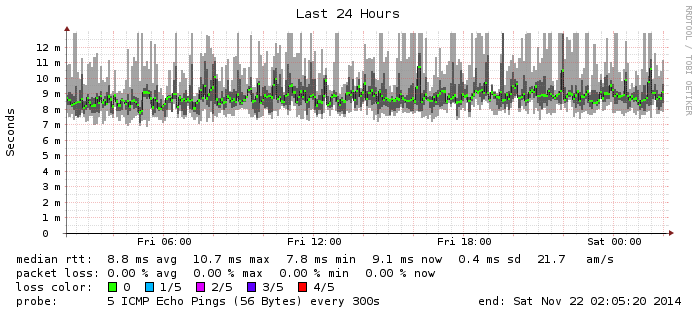 Last 24 Hours
RRDTOOL / TOBI OETIKER
Seconds
12 m
11 m
10 m
9 m
8 m
7 m
6 m
5 m
4 m
3 m
2 m
1 m
0
Fri 06:00 Fri 12:00 Fri 18:00 Sat 00:00
median rtt: 8.8 ms avg 10.7 ms max 7.8 ms min 9.1 ms now 0.4 ms sd 21.7 am/s
packet loss: 0.00 % avg 0.00 % max 0.00 % min 0.00 % now
loss color: 0 1/5 2/5 3/5 4/5
probe: 5 ICMP Echo Pings (56 Bytes) every 300s end: Sat Nov 22 02:05:20 2014